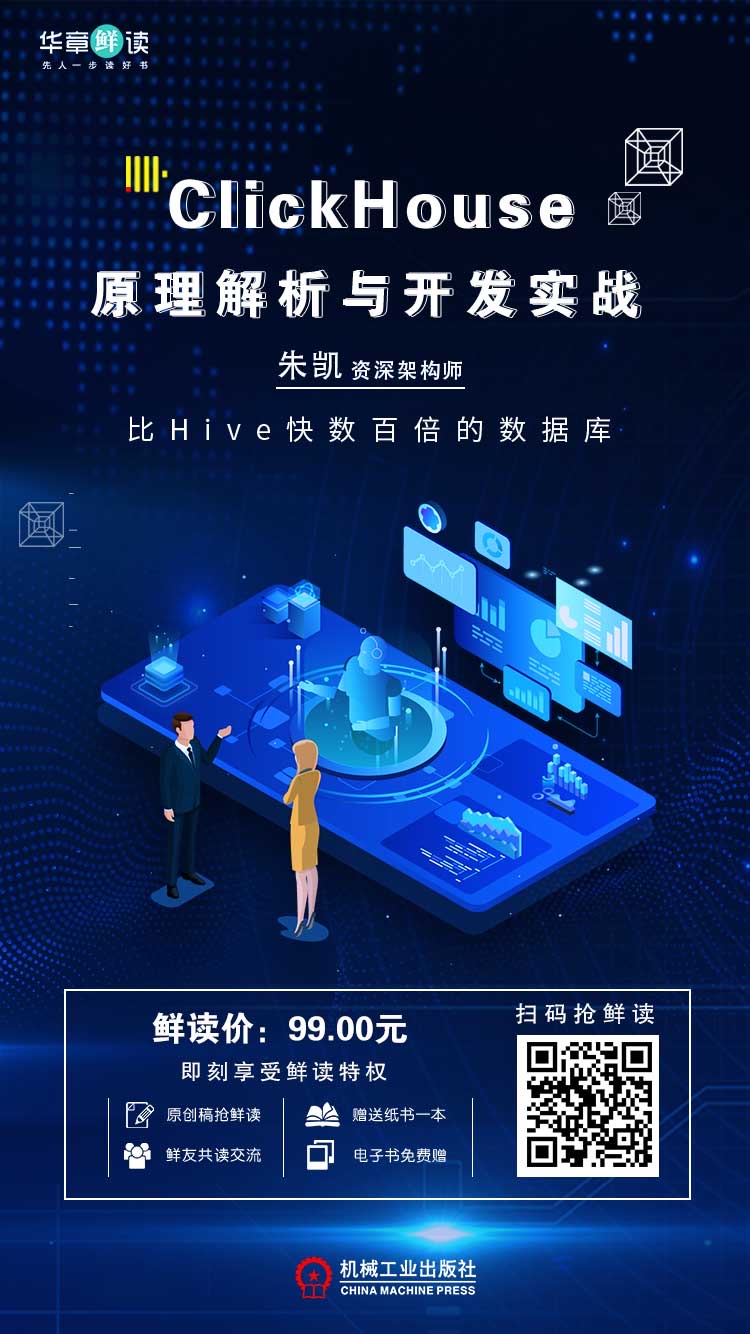 华章鲜读
先人一步读好书
ClickHouse
原理解析与开发实战
朱凯 资深架构师
比Hive快数百倍的数据库
鲜读价：99.00元
即刻享受鲜读特权
原创稿抢鲜读
赠送纸书一本
鲜友共读交流
电子书免费赠
扫码抢鲜读
机械工业出版社
CHINA MACHINE PRESS